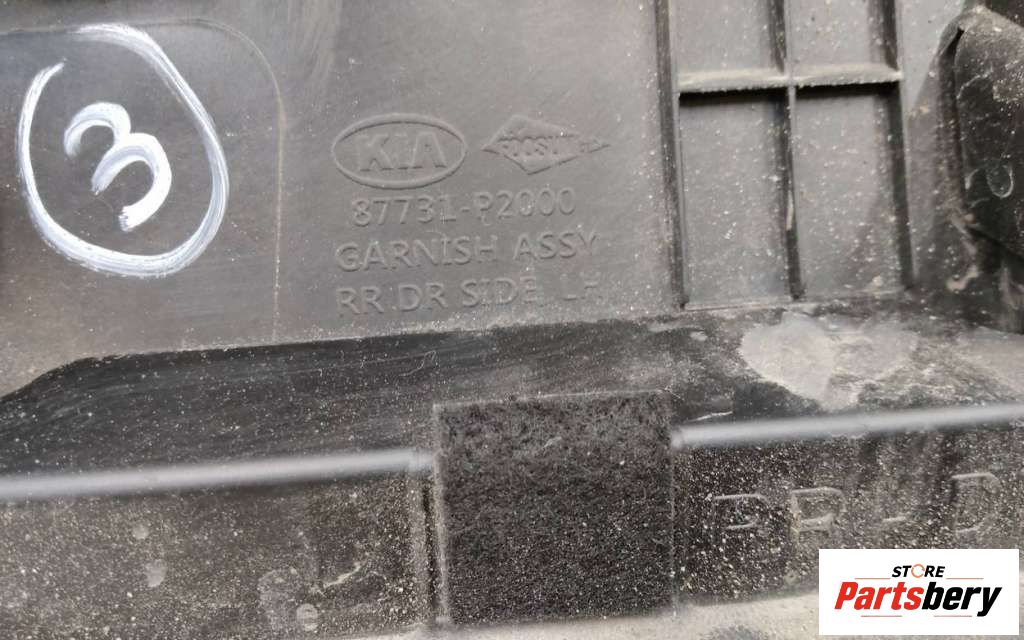 3
KIA
87731-P2000
GARNISH ASSY
RR DR SIDE, LH
STORE
Partsbery